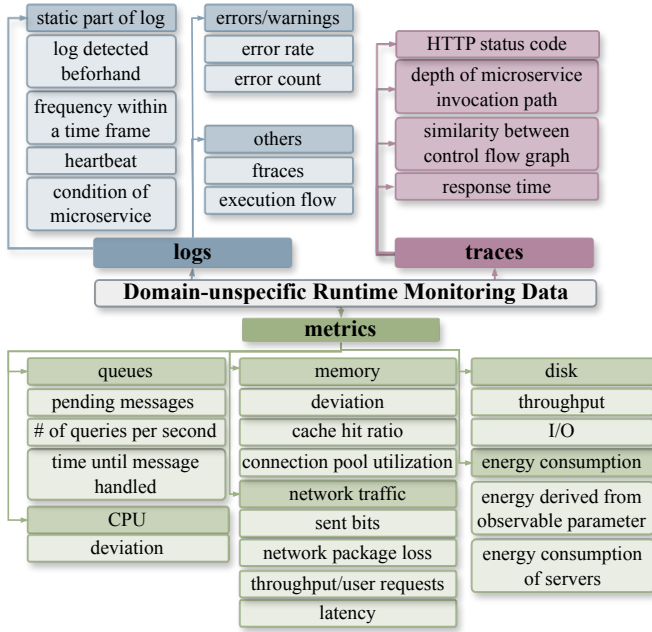 static part of log
log detected
beforhand
frequency within
a time frame
heartbeat
condition of
microservice
errors/warnings
error rate
error count
others
ftraces
execution flow
HTTP status code
depth of microservice
invocation path
similarity between
control flow graph
response time
logs
traces
Domain-unspecific Runtime Monitoring Data
metrics
queues
pending messages
# of queries per second
time until message
handled
CPU
deviation
memory
deviation
cache hit ratio
connection pool utilization
network traffic
sent bits
network package loss
throughput/user requests
latency
disk
throughput
I/O
energy consumption
energy derived from
observable parameter
energy consumption
of servers